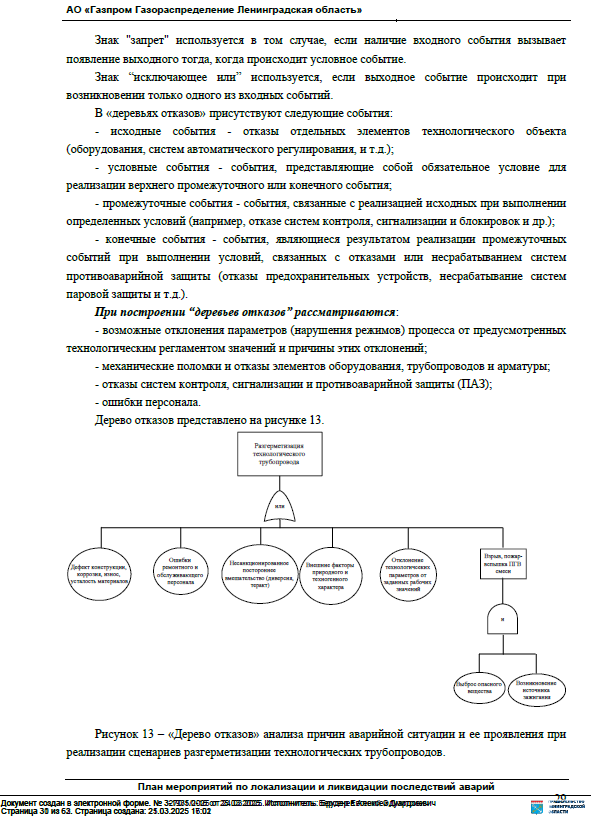 АО «Газпром Газораспределение Ленинградская область»
Знак "запрет" используется в том случае, если наличие входного события вызывает
появление выходного тогда, когда происходит условное событие.
Знак “исключающее или” используется, если выходное событие происходит при
возникновении только одного из входных событий.
В «деревьях отказов» присутствуют следующие события:
- исходные события - отказы отдельных элементов технологического объекта
(оборудования, систем автоматического регулирования, и т.д.);
- условные события - события, представляющие собой обязательное условие для
реализации верхнего промежуточного или конечного события;
- промежуточные события - события, связанные с реализацией исходных при выполнении
определенных условий (например, отказе систем контроля, сигнализации и блокировок и др.);
- конечные события - события, являющиеся результатом реализации промежуточных
событий при выполнении условий, связанных с отказами или несрабатыванием систем
противоаварийной защиты (отказы предохранительных устройств, несрабатывание систем
паровой защиты и т.д.).
При построении “деревьев отказов” рассматриваются:
- возможные отклонения параметров (нарушения режимов) процесса от предусмотренных
технологическим регламентом значений и причины этих отклонений;
- механические поломки и отказы элементов оборудования, трубопроводов и арматуры;
- отказы систем контроля, сигнализации и противоаварийной защиты (ПАЗ);
- ошибки персонала.
Дерево отказов представлено на рисунке 13.
Разгерметизация
технологического
трубопровода
или
Дефект конструкции,
коррозия, износ,
усталость материалов
Ошибки
ремонтного и
обслуживающего
персонала
Несанкционированное
постороннее
вмешательство (диверсия,
теракт)
Внешние факторы
природного и
техногенного
характера
Отклонение
технологических
параметров от
заданных рабочих
значений
Взрыв, пожар-
вспышка ПГВ
смеси
и
Выброс опасного
вещества
Возникновение
источника
зажигания
Рисунок 13 – «Дерево отказов» анализа причин аварийной ситуации и ее проявления при
реализации сценариев разгерметизации технологических трубопроводов.
План мероприятий по локализации и ликвидации последствий аварий
Документ создан в электронной форме. № Исполнитель:
Страница из Страница создана: